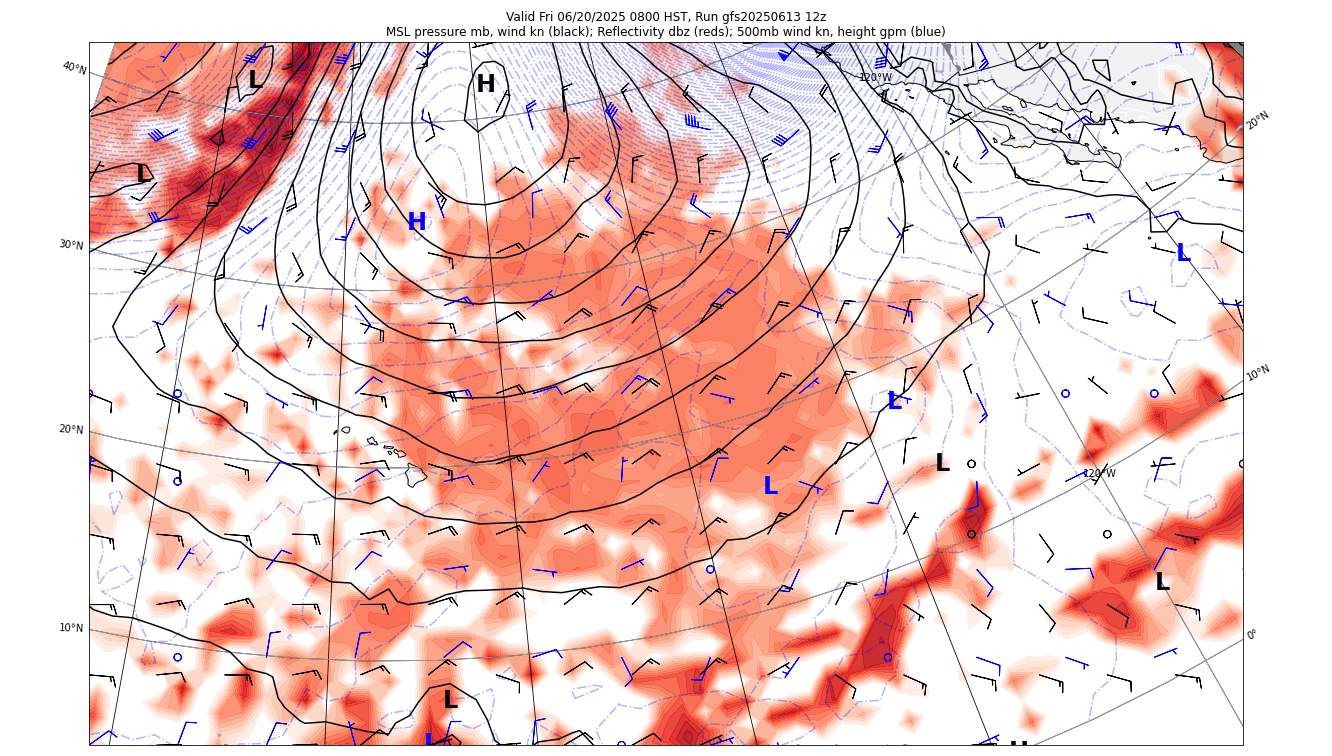 Valid Fri 06/20/2025 0800 HST, Run gfs20250613 12z
MSL pressure mb, wind kn (black); Reflectivity dbz (reds); 500mb wind kn, height gpm (blue)
40°N
L
H
120°W
20°N
L
30°N
H
L
10°N
L
20°N
L
120°W
L
L
10°N
0°
L
L
H